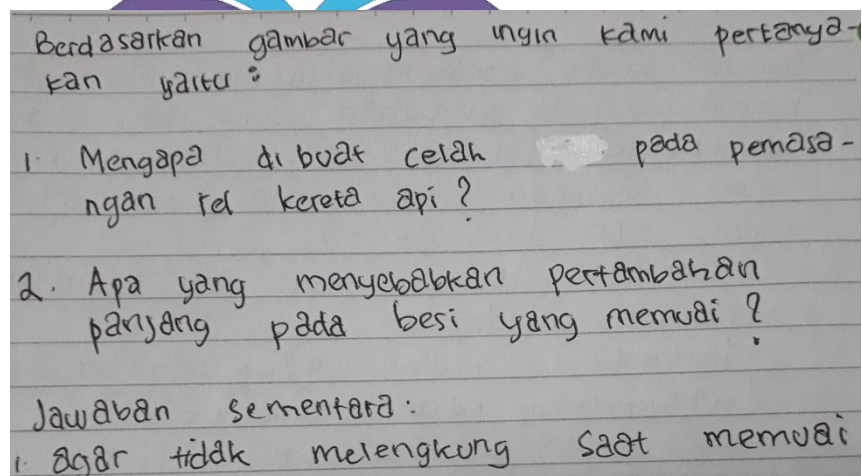 Berdasarkan gambar yang ingin kami pertanya-
kan yaitu :
1. Mengapa di buat celah pada pemasa-
ngan rel kereta api ?
2. Apa yang menyebabkan pertambahan
panjang pada besi yang memuai ?
Jawaban sementara :
1. agar tidak melengkung saat memuai